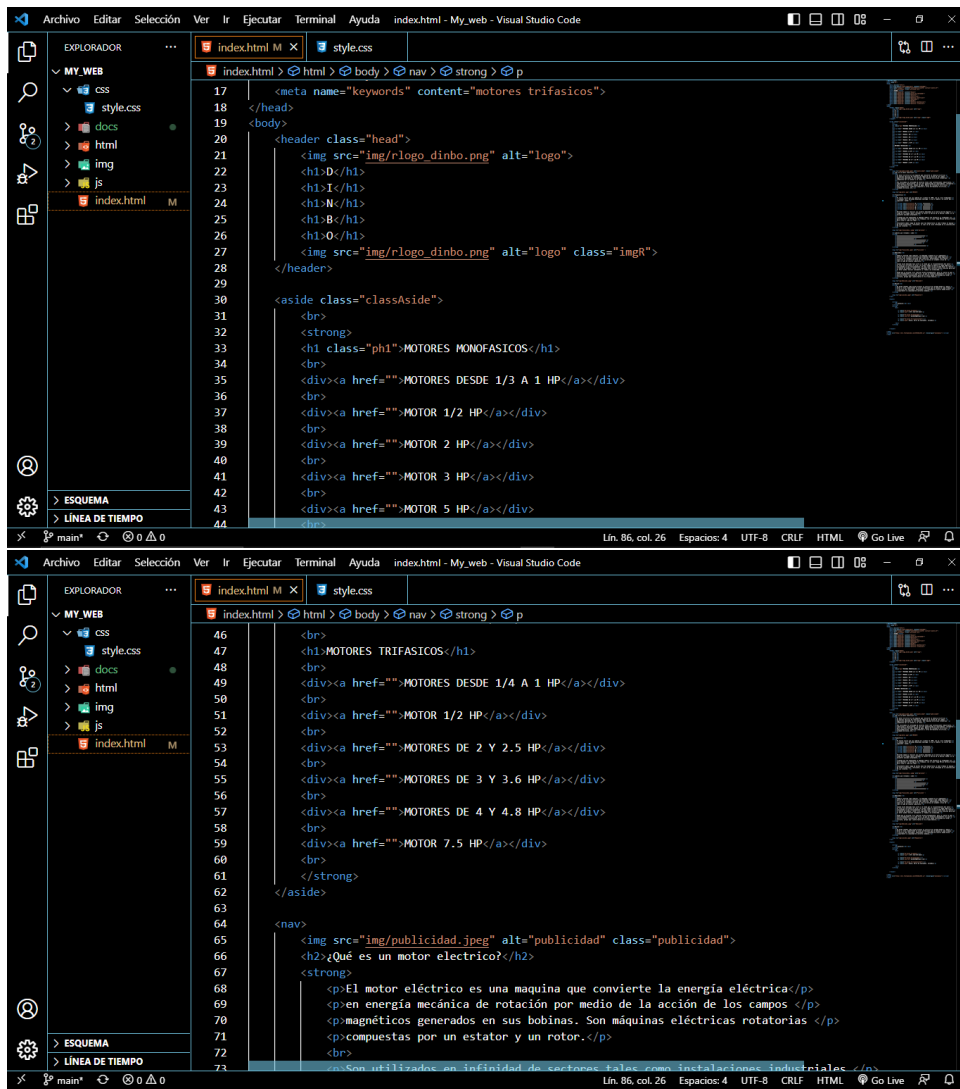 Archivo Editar Selección Ver Ir Ejecutar Terminal Ayuda index.html - My_web - Visual Studio Code
EXPLORADOR ··· index.html M × style.css
MY_WEB index.html > html > body > nav > strong > p
css
style.css
docs
html
img
js
index.html M
17 <meta name="keywords" content="motores trifasicos">
18 </head>
19 <body>
20 <header class="head">
21 <img src="img/rlogo_dinbo.png" alt="logo">
22 <h1>D</h1>
23 <h1>I</h1>
24 <h1>N</h1>
25 <h1>B</h1>
26 <h1>O</h1>
27 <img src="img/rlogo_dinbo.png" alt="logo" class="imgR">
28 </header>
29
30 <aside class="classAside">
31 <br>
32 <strong>
33 <h1 class="ph1">MOTORES MONOFASICOS</h1>
34 <br>
35 <div><a href="">MOTORES DESDE 1/3 A 1 HP</a></div>
36 <br>
37 <div><a href="">MOTOR 1/2 HP</a></div>
38 <br>
39 <div><a href="">MOTOR 2 HP</a></div>
40 <br>
41 <div><a href="">MOTOR 3 HP</a></div>
42 <br>
43 <div><a href="">MOTOR 5 HP</a></div>
44 <br>
2
ESQUEMA
LÍNEA DE TIEMPO
main* 0 0 Lín. 86, col. 26 Espacios: 4 UTF-8 CRLF HTML Go Live
Archivo Editar Selección Ver Ir Ejecutar Terminal Ayuda index.html - My_web - Visual Studio Code
EXPLORADOR ··· index.html M × style.css
MY_WEB index.html > html > body > nav > strong > p
css
style.css
docs
html
img
js
index.html M
46 <br>
47 <h1>MOTORES TRIFASICOS</h1>
48 <br>
49 <div><a href="">MOTORES DESDE 1/4 A 1 HP</a></div>
50 <br>
51 <div><a href="">MOTOR 1/2 HP</a></div>
52 <br>
53 <div><a href="">MOTORES DE 2 Y 2.5 HP</a></div>
54 <br>
55 <div><a href="">MOTORES DE 3 Y 3.6 HP</a></div>
56 <br>
57 <div><a href="">MOTORES DE 4 Y 4.8 HP</a></div>
58 <br>
59 <div><a href="">MOTOR 7.5 HP</a></div>
60 <br>
61 </strong>
62 </aside>
63
64 <nav>
65 <img src="img/publicidad.jpeg" alt="publicidad" class="publicidad">
66 <h2>¿Qué es un motor electrico?</h2>
67 <strong>
68 <p>El motor eléctrico es una maquina que convierte la energía eléctrica</p>
69 <p>en energía mecánica de rotación por medio de la acción de los campos </p>
70 <p>magnéticos generados en sus bobinas. Son máquinas eléctricas rotatorias </p>
71 <p>compuestas por un estator y un rotor.</p>
72 <br>
73 <p>Son utilizados en infinidad de sectores tales como instalaciones industriales </p>
2
ESQUEMA
LÍNEA DE TIEMPO
main* 0 0 Lín. 86, col. 26 Espacios: 4 UTF-8 CRLF HTML Go Live